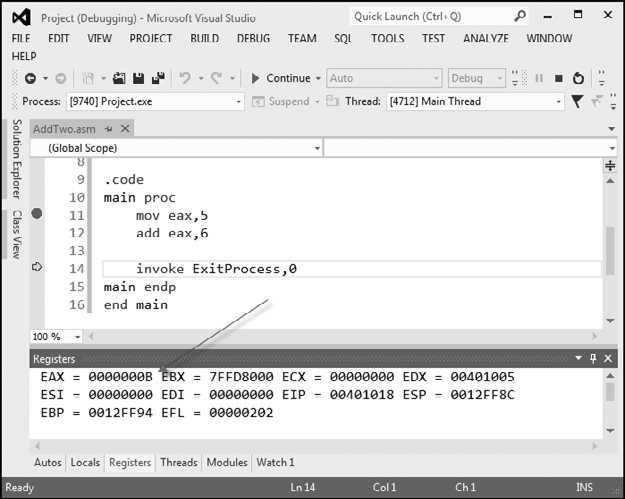 Project (Debugging) - Microsoft Visual Studio
Quick Launch (Ctrl+Q)
FILE EDIT VIEW PROJECT BUILD DEBUG TEAM SQL TOOLS TEST ANALYZE WINDOW
HELP
Continue Auto Debug
Process: [9740] Project.exe Suspend Thread: [4712] Main Thread
Solution Explorer
Class View
AddTwo.asm
(Global Scope)
8
9 .code
10 main proc
11 mov eax,5
12 add eax,6
13
14 invoke ExitProcess,0
15 main endp
16 end main
100 %
Registers
EAX = 0000000B EBX = 7FFD8000 ECX = 00000000 EDX = 00401005
ESI = 00000000 EDI = 00000000 EIP = 00401018 ESP = 0012FF8C
EBP = 0012FF94 EFL = 00000202
Autos Locals Registers Threads Modules Watch 1
Ready Ln 14 Col 1 Ch 1 INS